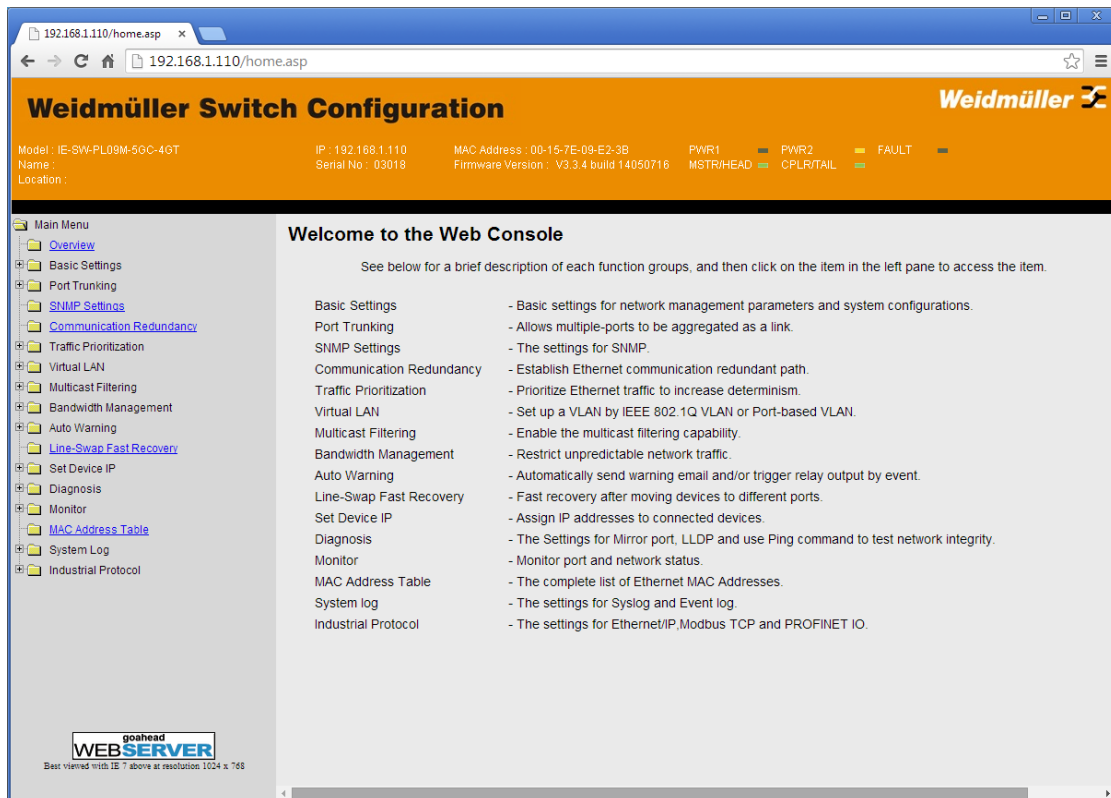 192.168.1.110/home.asp
192.168.1.110/home.asp
Weidmüller Switch Configuration
Weidmüller
Model : IE-SW-PL09M-5GC-4GT IP : 192.168.1.110 MAC Address : 00-15-7E-09-E2-3B PWR1 PWR2 FAULT
Name : Serial No : 03018 Firmware Version : V3.3.4 build 14050716 MSTR/HEAD CPLR/TAIL
Location :
Main Menu
Overview
Basic Settings
Port Trunking
SNMP Settings
Communication Redundancy
Traffic Prioritization
Virtual LAN
Multicast Filtering
Bandwidth Management
Auto Warning
Line-Swap Fast Recovery
Set Device IP
Diagnosis
Monitor
MAC Address Table
System Log
Industrial Protocol
goahead
WEBSERVER
Best viewed with IE 7 above at resolution 1024 x 768
Welcome to the Web Console
See below for a brief description of each function groups, and then click on the item in the left pane to access the item.
Basic Settings - Basic settings for network management parameters and system configurations.
Port Trunking - Allows multiple-ports to be aggregated as a link.
SNMP Settings - The settings for SNMP.
Communication Redundancy - Establish Ethernet communication redundant path.
Traffic Prioritization - Prioritize Ethernet traffic to increase determinism.
Virtual LAN - Set up a VLAN by IEEE 802.1Q VLAN or Port-based VLAN.
Multicast Filtering - Enable the multicast filtering capability.
Bandwidth Management - Restrict unpredictable network traffic.
Auto Warning - Automatically send warning email and/or trigger relay output by event.
Line-Swap Fast Recovery - Fast recovery after moving devices to different ports.
Set Device IP - Assign IP addresses to connected devices.
Diagnosis - The Settings for Mirror port, LLDP and use Ping command to test network integrity.
Monitor - Monitor port and network status.
MAC Address Table - The complete list of Ethernet MAC Addresses.
System log - The settings for Syslog and Event log.
Industrial Protocol - The settings for Ethernet/IP,Modbus TCP and PROFINET IO.